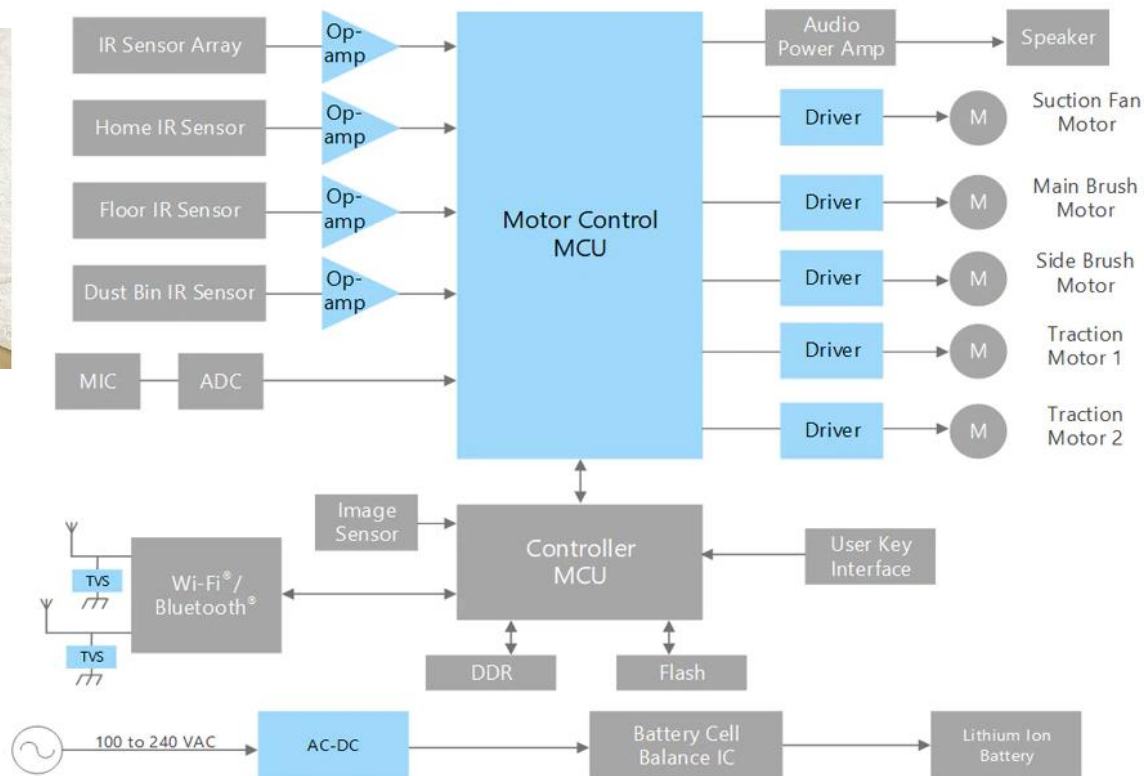 IR Sensor Array
Op-
amp
Audio
Power Amp
Speaker
Home IR Sensor
Op-
amp
Driver
M
Suction Fan
Motor
Floor IR Sensor
Op-
amp
Motor Control
MCU
Driver
M
Main Brush
Motor
Dust Bin IR Sensor
Op-
amp
Driver
M
Side Brush
Motor
Driver
M
Traction
Motor 1
MIC
ADC
Driver
M
Traction
Motor 2
Image
Sensor
Controller
MCU
User Key
Interface
TVS
Wi-Fi®/
Bluetooth®
TVS
DDR
Flash
100 to 240 VAC
AC-DC
Battery Cell
Balance IC
Lithium Ion
Battery